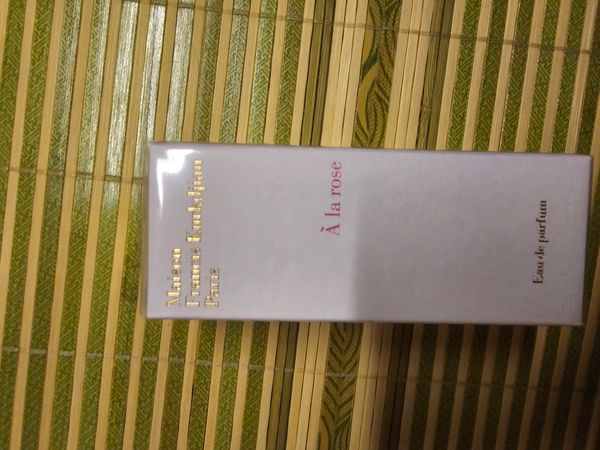 Maison
Francis Kurkdjian
Paris
À la rose
Eau de parfum